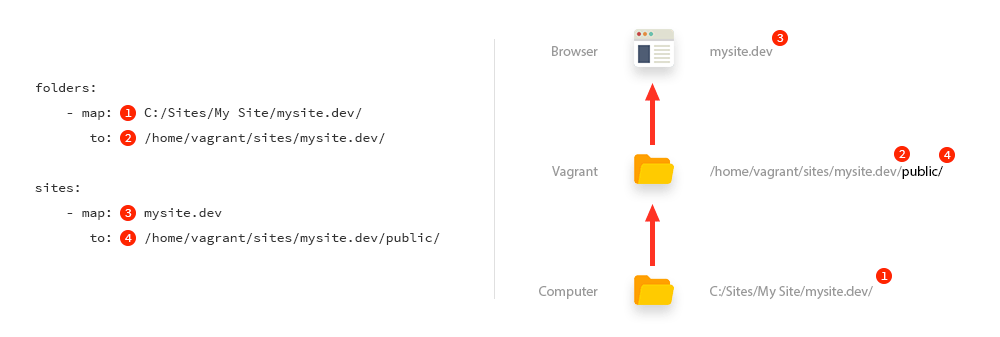 folders:
- map: 1 C:/Sites/My Site/mysite.dev/
to: 2 /home/vagrant/sites/mysite.dev/
sites:
- map: 3 mysite.dev
to: 4 /home/vagrant/sites/mysite.dev/public/
Browser mysite.dev 3
Vagrant /home/vagrant/sites/mysite.dev/public/ 2 4
Computer C:/Sites/My Site/mysite.dev/ 1